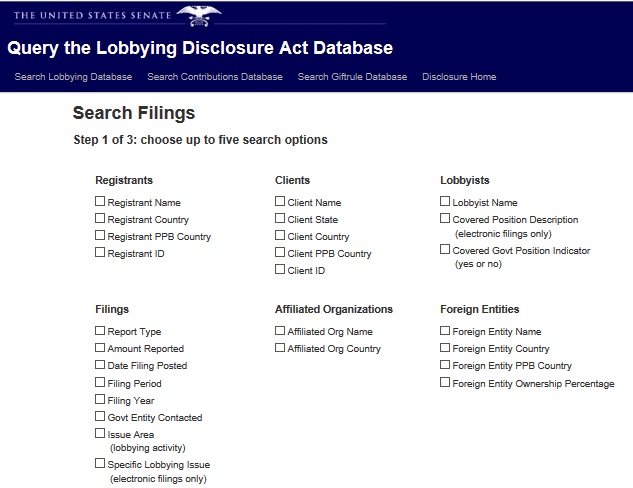 THE UNITED STATES SENATE
Query the Lobbying Disclosure Act Database
Search Lobbying Database Search Contributions Database Search Giftrule Database Disclosure Home
Search Filings
Step 1 of 3: choose up to five search options
Registrants
Registrant Name
Registrant Country
Registrant PPB Country
Registrant ID
Clients
Client Name
Client State
Client Country
Client PPB Country
Client ID
Lobbyists
Lobbyist Name
Covered Position Description
(electronic filings only)
Covered Govt Position Indicator
(yes or no)
Filings
Report Type
Amount Reported
Date Filing Posted
Filing Period
Filing Year
Govt Entity Contacted
Issue Area
(lobbying activity)
Specific Lobbying Issue
(electronic filings only)
Affiliated Organizations
Affiliated Org Name
Affiliated Org Country
Foreign Entities
Foreign Entity Name
Foreign Entity Country
Foreign Entity PPB Country
Foreign Entity Ownership Percentage